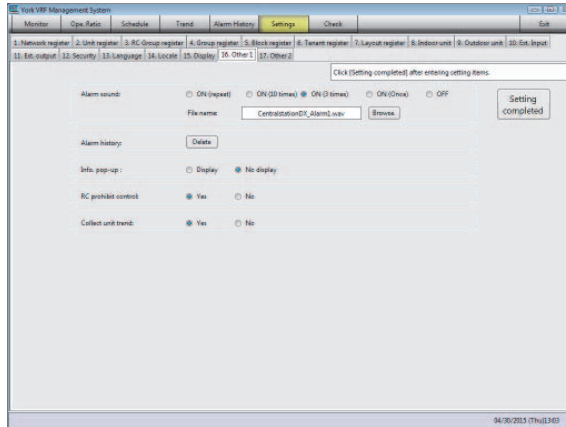 York VRF Management System
Monitor Ope. Ratio Schedule Trend Alarm History Settings Check Exit
1. Network register 2. Unit register 3. RC Group register 4. Group register 5. Block register 6. Tenant register 7. Layout register 8. Indoor unit 9. Outdoor unit 10. Ext. Input
11. Ext. output 12. Security 13. Language 14. Locale 15. Display 16. Other 1 17. Other 2
Click [Setting completed] after entering setting items.
Alarm sound: ON (repeat) ON (10 times) ON (3 times) ON (Once) OFF
Setting
completed
File name: CentralstationDX_Alarm1.wav Browse.
Alarm history: Delete
Info. pop-up : Display No display
RC prohibit control: Yes No
Collect unit trend: Yes No
04/30/2015 (Thu)13:03